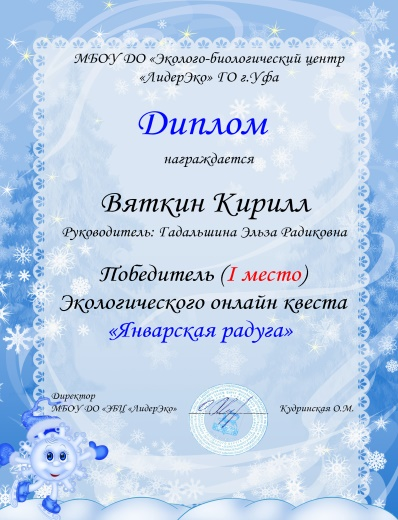 МБОУ ДО «Эколого-биологический центр
«ЛидерЭко» ГО г.Уфа
Диплом
награждается
Вяткин Кирилл
Руководитель: Гадальшина Эльза Радиковна
Победитель (I место)
Экологического онлайн квеста
«Январская радуга»
Директор
МБОУ ДО «ЭБЦ «ЛидерЭко»
Кудринская О.М.